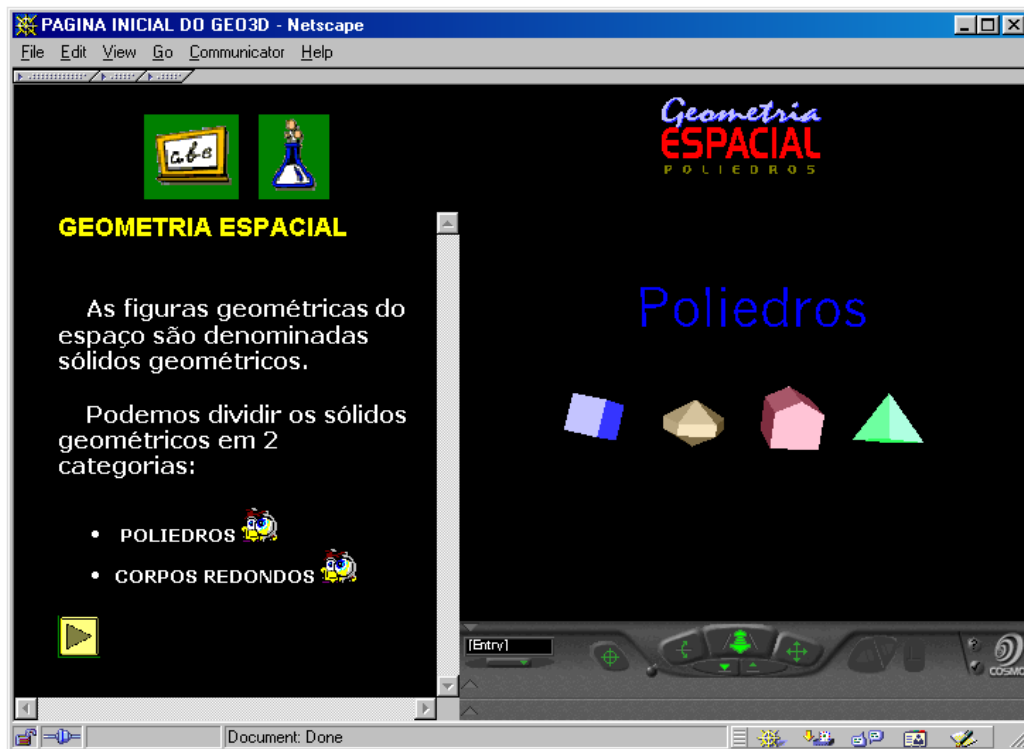 PAGINA INICIAL DO GEO3D - Netscape
File Edit View Go Communicator Help
abc
GEOMETRIA ESPACIAL
As figuras geométricas do
espaço são denominadas
sólidos geométricos.
Podemos dividir os sólidos
geométricos em 2
categorias:
• POLIEDROS
• CORPOS REDONDOS
Geometria
ESPACIAL
POLIEDROS
Poliedros
[Entry]
COSMO
Document: Done